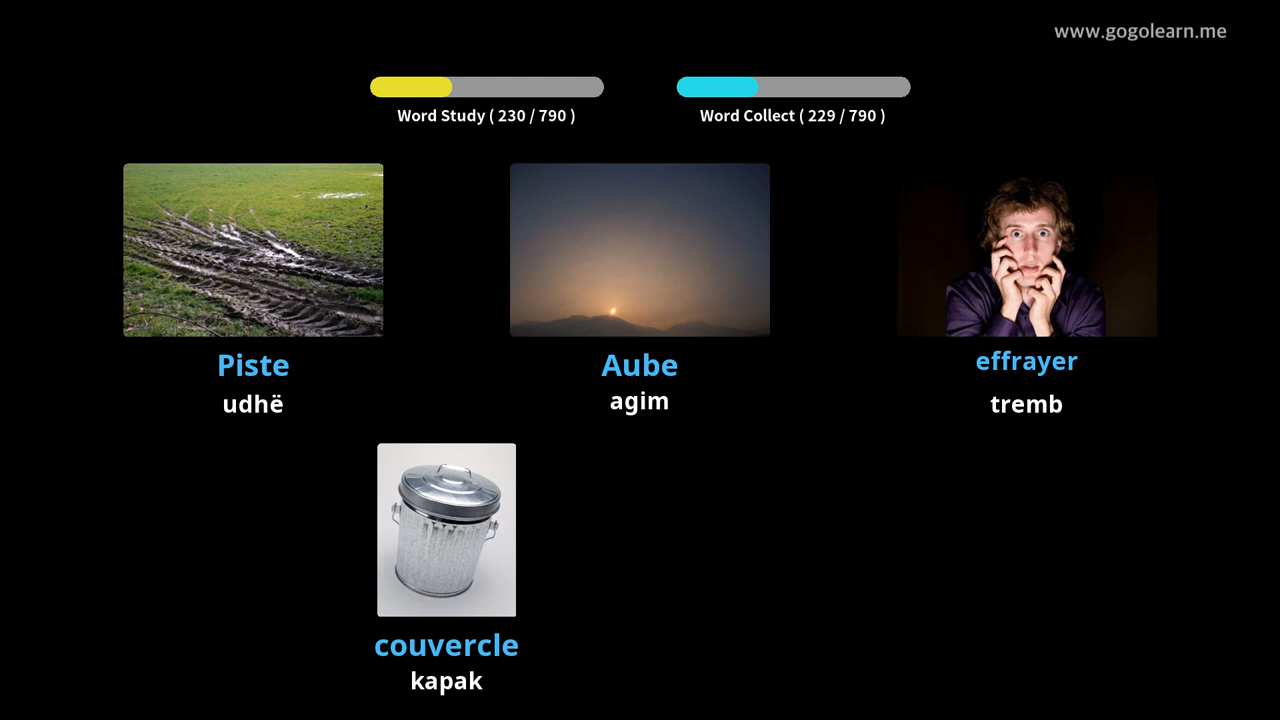 www.gogolearn.me
Word Study ( 230 / 790 )
Word Collect ( 229 / 790 )
Piste
udhë
Aube
agim
effrayer
tremb
couvercle
kapak